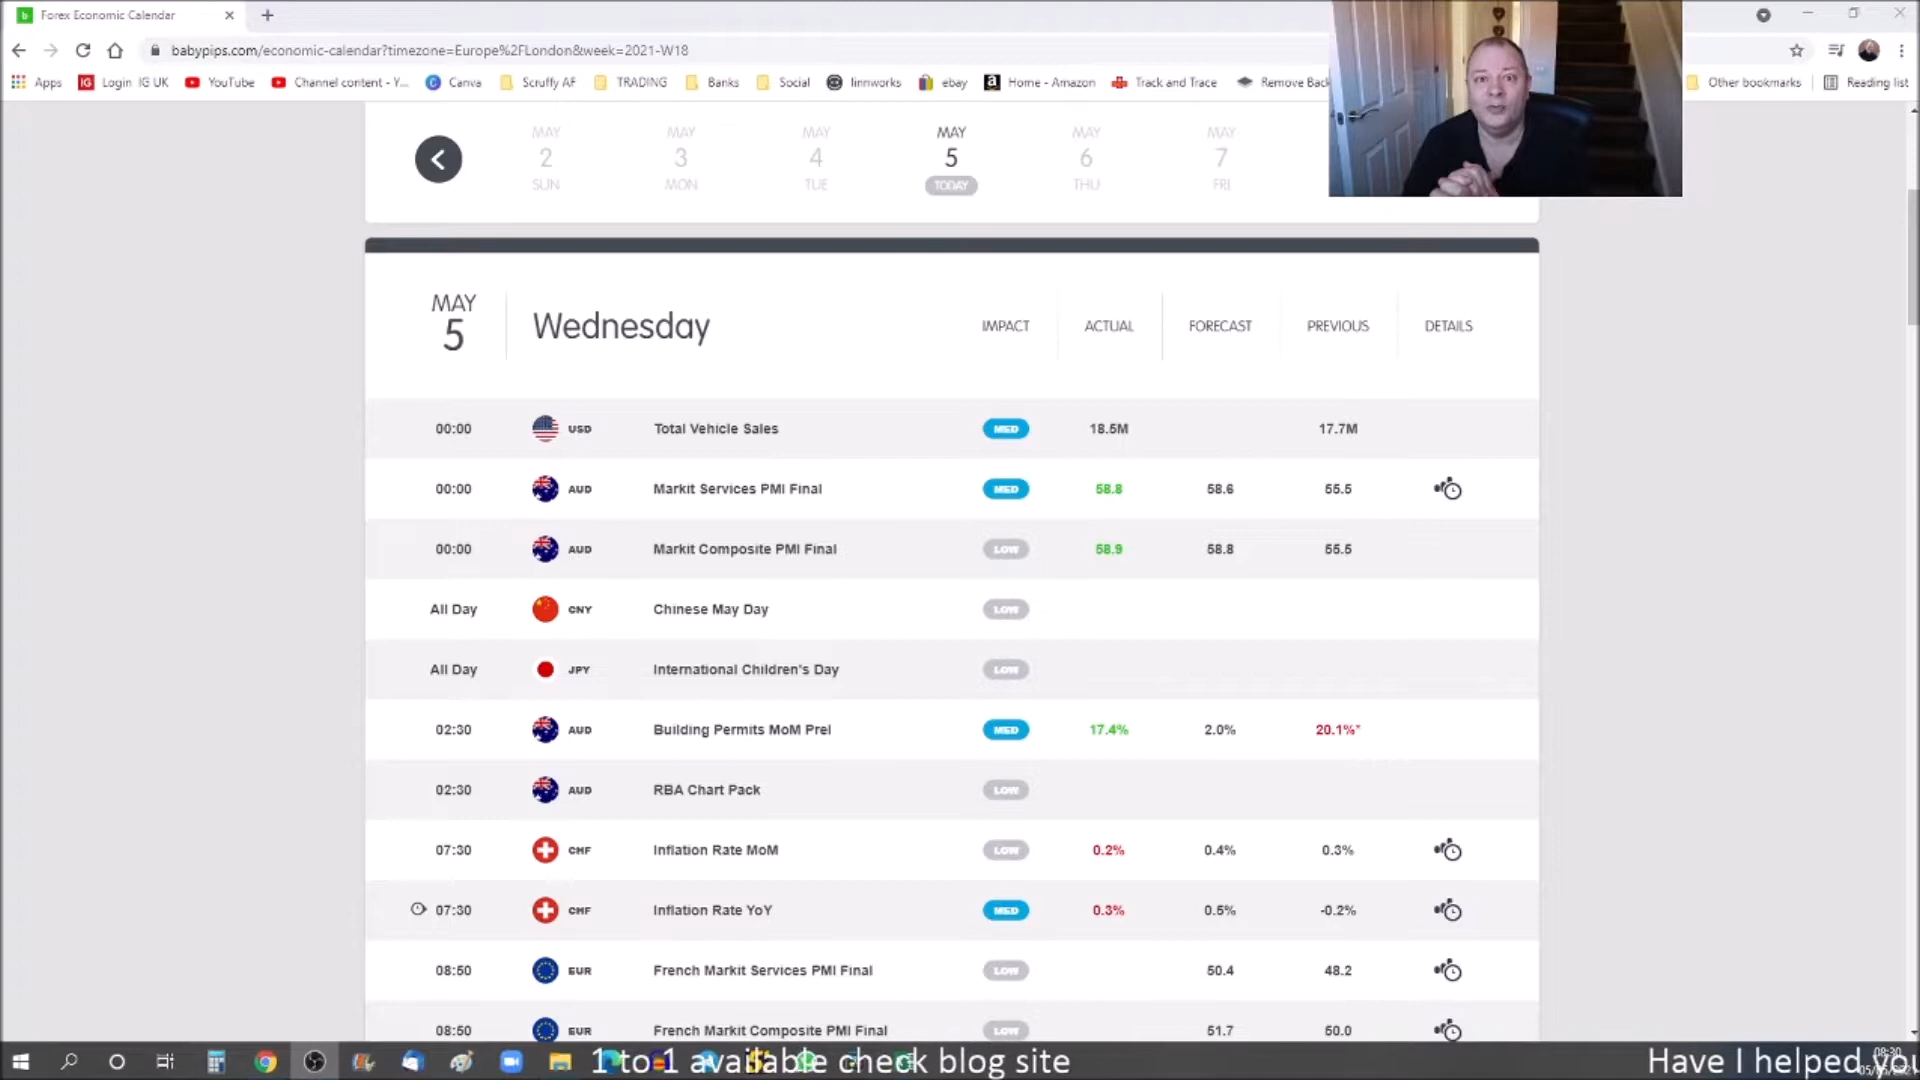 Forex Economic Calendar
babypips.com/economic-calendar?timezone=Europe%2FLondon&week=2021-W18
Apps Login IG UK YouTube Channel content - Y... Canva Scruffy AF TRADING Banks Social linnworks ebay Home - Amazon Track and Trace Remove Back Other bookmarks Reading list
MAY MAY MAY MAY MAY MAY
2 3 4 5 6 7
SUN MON TUE TODAY THU FRI
MAY
5 Wednesday IMPACT ACTUAL FORECAST PREVIOUS DETAILS
00:00 USD Total Vehicle Sales MED 18.5M 17.7M
00:00 AUD Markit Services PMI Final MED 58.8 58.6 55.5
00:00 AUD Markit Composite PMI Final LOW 58.9 58.8 55.5
All Day CNY Chinese May Day LOW
All Day JPY International Children's Day LOW
02:30 AUD Building Permits MoM Prel MED 17.4% 2.0% 20.1%*
02:30 AUD RBA Chart Pack LOW
07:30 CHF Inflation Rate MoM LOW 0.2% 0.4% 0.3%
07:30 CHF Inflation Rate YoY MED 0.3% 0.5% -0.2%
08:50 EUR French Markit Services PMI Final LOW 50.4 48.2
08:50 EUR French Markit Composite PMI Final LOW 51.7 50.0
1 to 1 available check blog site Have I helped you
08:30